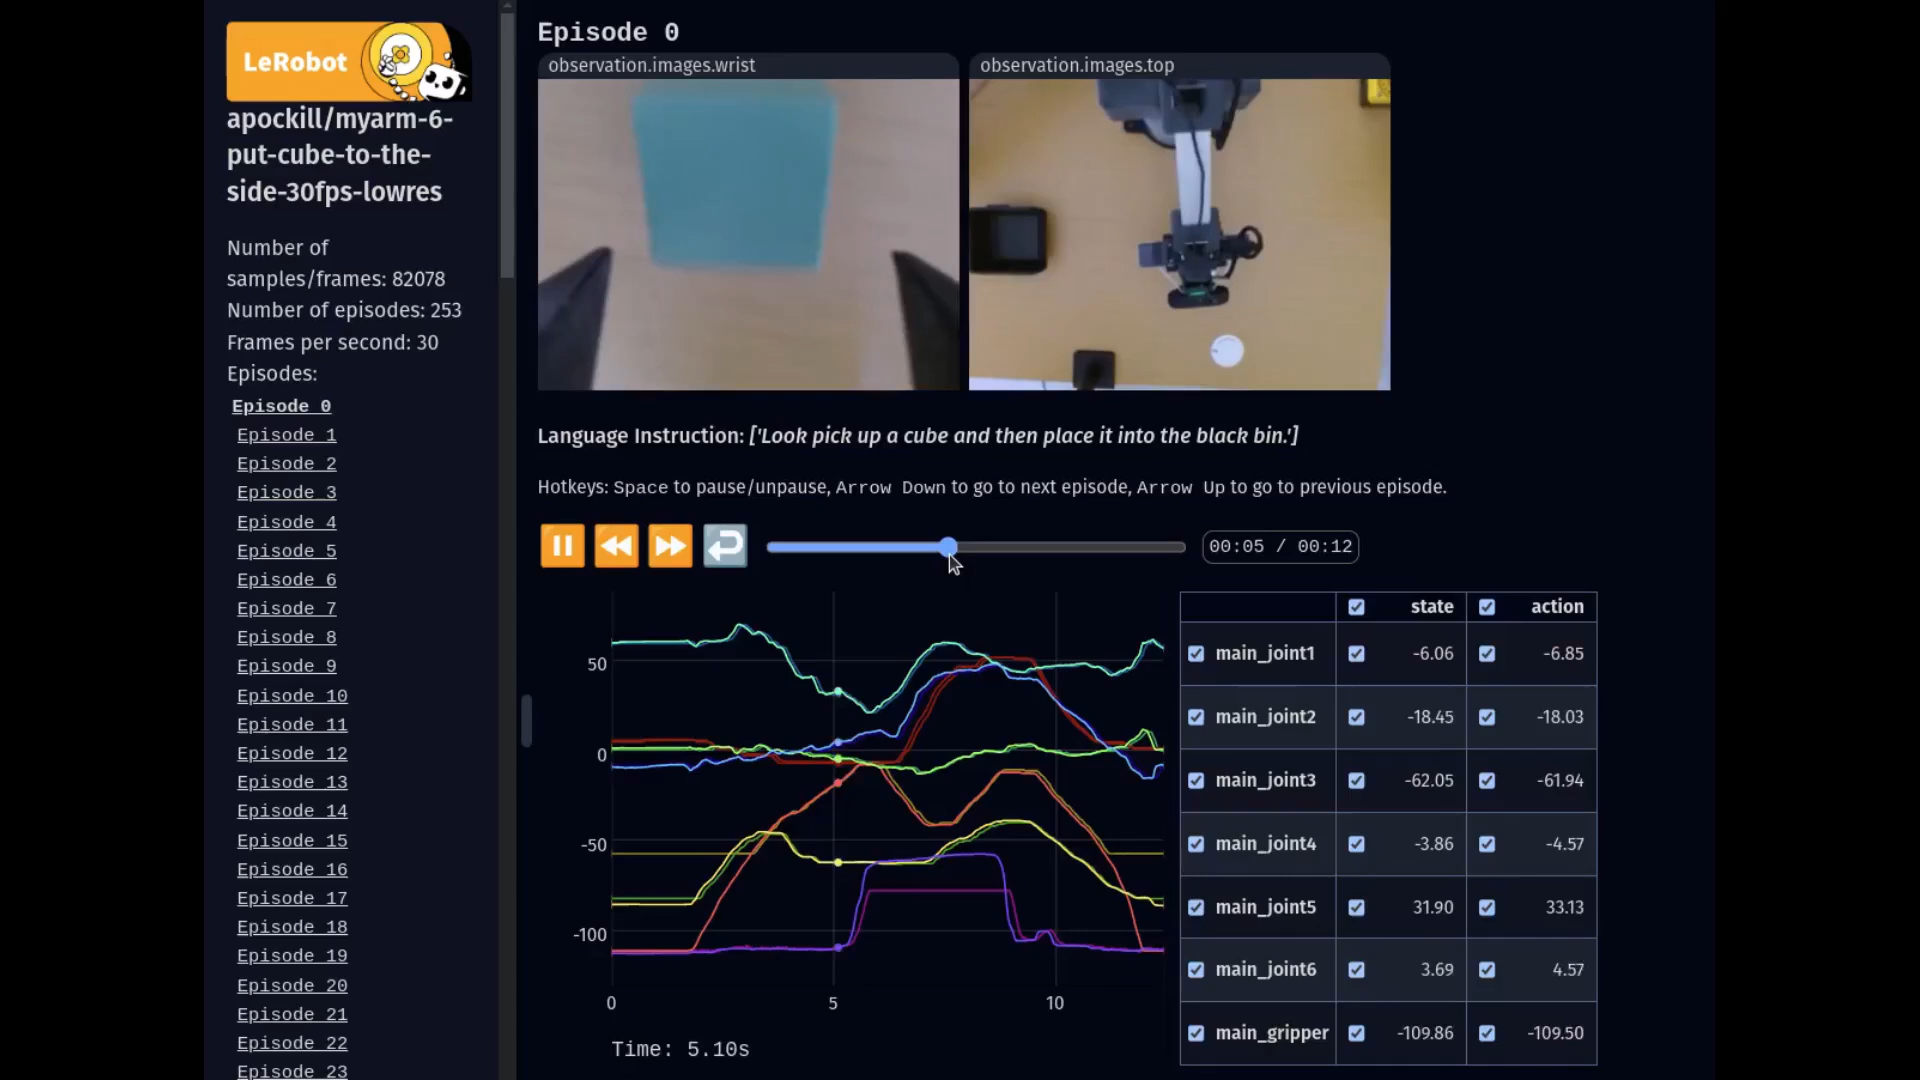 LeRobot
apockill/myarm-6-
put-cube-to-the-
side-30fps-lowres
Number of
samples/frames: 82078
Number of episodes: 253
Frames per second: 30
Episodes:
Episode 0
Episode 1
Episode 2
Episode 3
Episode 4
Episode 5
Episode 6
Episode 7
Episode 8
Episode 9
Episode 10
Episode 11
Episode 12
Episode 13
Episode 14
Episode 15
Episode 16
Episode 17
Episode 18
Episode 19
Episode 20
Episode 21
Episode 22
Episode 23
Episode 0
observation.images.wrist
observation.images.top
Language Instruction: ['Look pick up a cube and then place it into the black bin.']
Hotkeys: Space to pause/unpause, Arrow Down to go to next episode, Arrow Up to go to previous episode.
00:05 / 00:12
50
0
-50
-100
0 5 10
Time: 5.10s
state action
main_joint1 -6.06 -6.85
main_joint2 -18.45 -18.03
main_joint3 -62.05 -61.94
main_joint4 -3.86 -4.57
main_joint5 31.90 33.13
main_joint6 3.69 4.57
main_gripper -109.86 -109.50